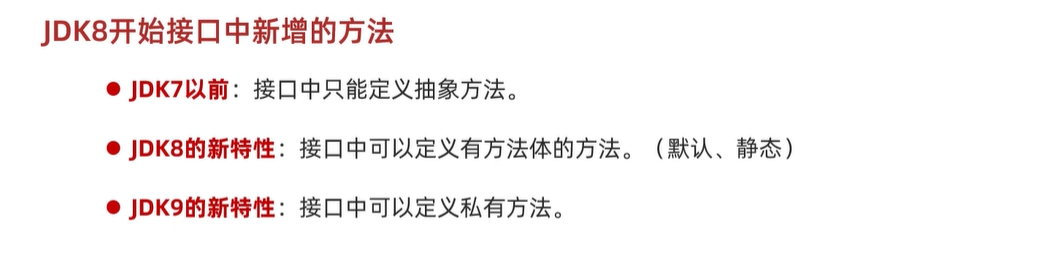 JDK8开始接口中新增的方法
● JDK7以前：接口中只能定义抽象方法。
● JDK8的新特性：接口中可以定义有方法体的方法。（默认、静态）
● JDK9的新特性：接口中可以定义私有方法。